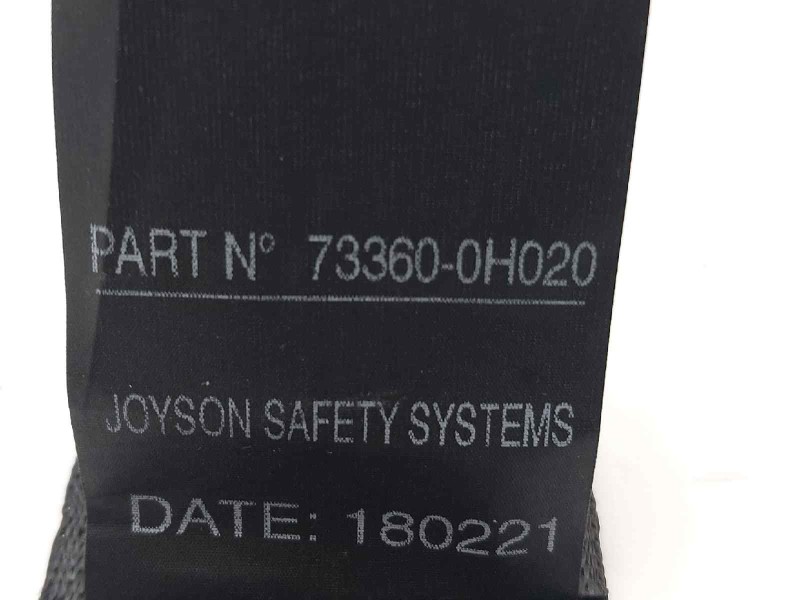 PART N° 73360-0H020
JOYSON SAFETY SYSTEMS
DATE: 180221